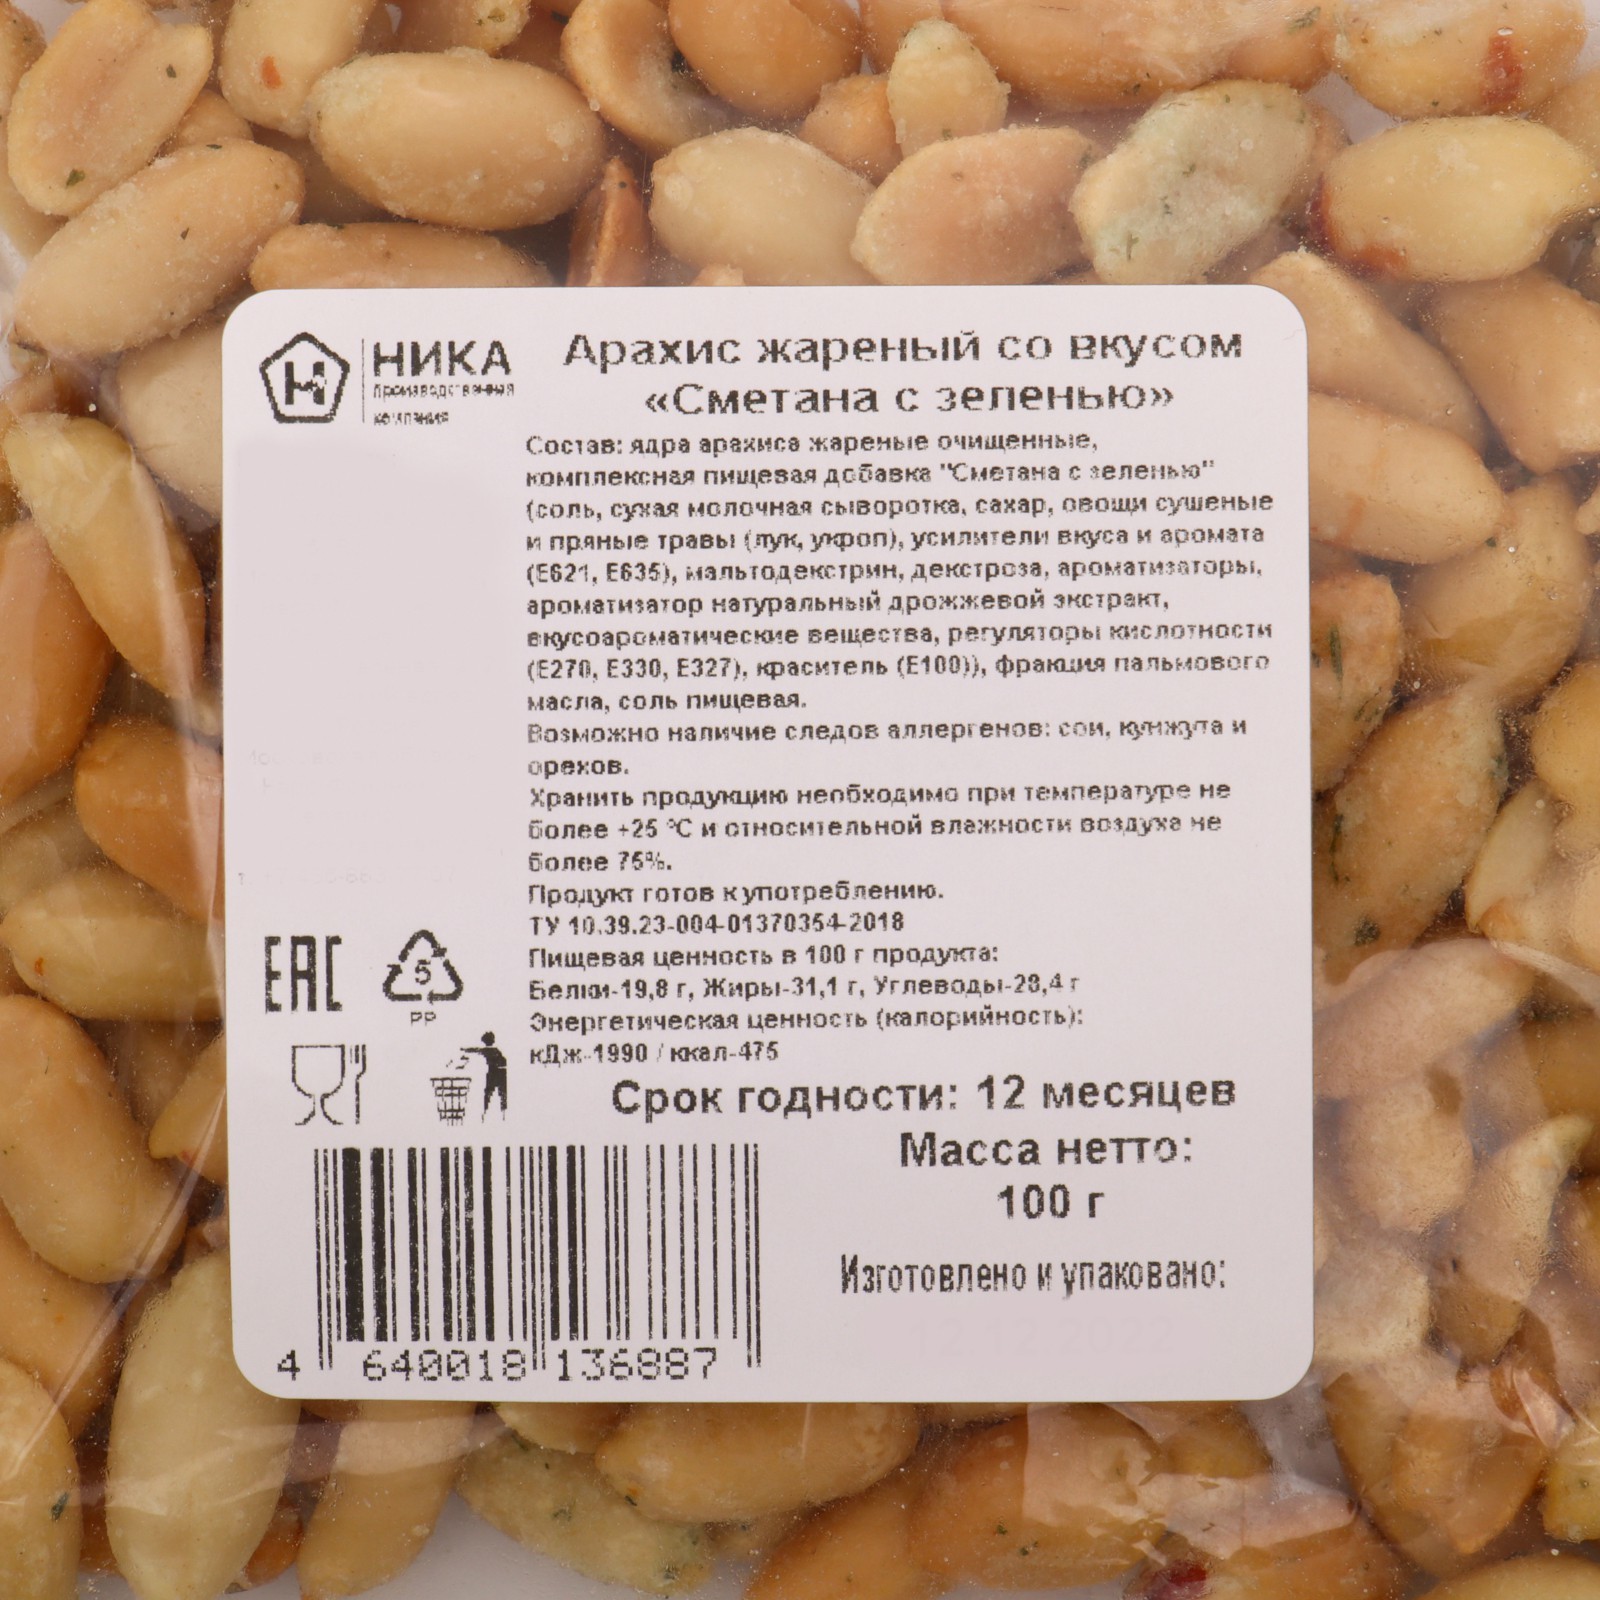 НИКА
производственная
компания
Арахис жареный со вкусом
«Сметана с зеленью»
Состав: ядра арахиса жареные очищенные,
комплексная пищевая добавка "Сметана с зеленью"
(соль, сухая молочная сыворотка, сахар, овощи сушеные
и пряные травы (лук, укроп), усилители вкуса и аромата
(Е621, Е635), мальтодекстрин, декстроза, ароматизаторы,
ароматизатор натуральный дрожжевой экстракт,
вкусоароматические вещества, регуляторы кислотности
(Е270, Е330, Е327), краситель (Е100)), фракция пальмового
масла, соль пищевая.
Возможно наличие следов аллергенов: сои, кунжута и
орехов.
Хранить продукцию необходимо при температуре не
более +25 °С и относительной влажности воздуха не
более 75%.
Продукт готов к употреблению.
ТУ 10.39.23-004-01370354-2018
Пищевая ценность в 100 г продукта:
Белки-19,8 г, Жиры-31,1 г, Углеводы-28,4 г
Энергетическая ценность (калорийность):
кДж-1990 / ккал-475
Срок годности: 12 месяцев
Масса нетто:
100 г
Изготовлено и упаковано:
ЕАС
5
PP
4 640018 136887